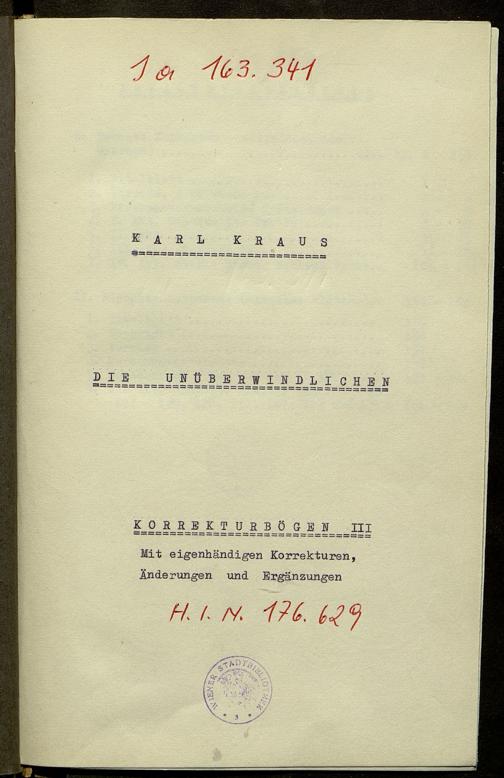 Ja 163.341
KARL KRAUS
DIE UNÜBERWINDLICHEN
KORREKTURBÖGEN III
Mit eigenhändigen Korrekturen,
Änderungen und Ergänzungen
H.I.N. 176.629
WIENER STADTBIBLIOTHEK